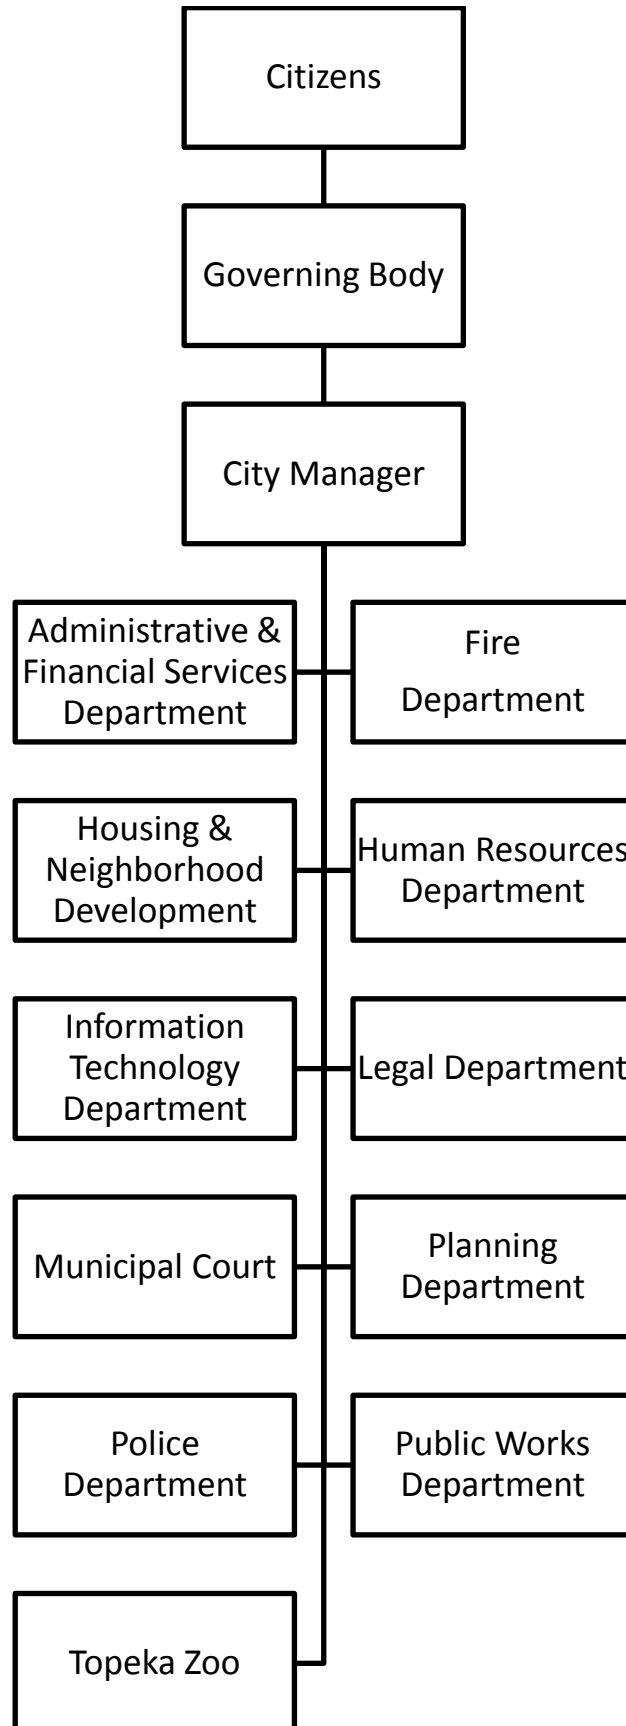 Citizens
Governing Body
City Manager
Administrative &
Financial Services
Department
Fire
Department
Housing &
Neighborhood
Development
Human Resources
Department
Information
Technology
Department
Legal Department
Municipal Court
Planning
Department
Police
Department
Public Works
Department
Topeka Zoo